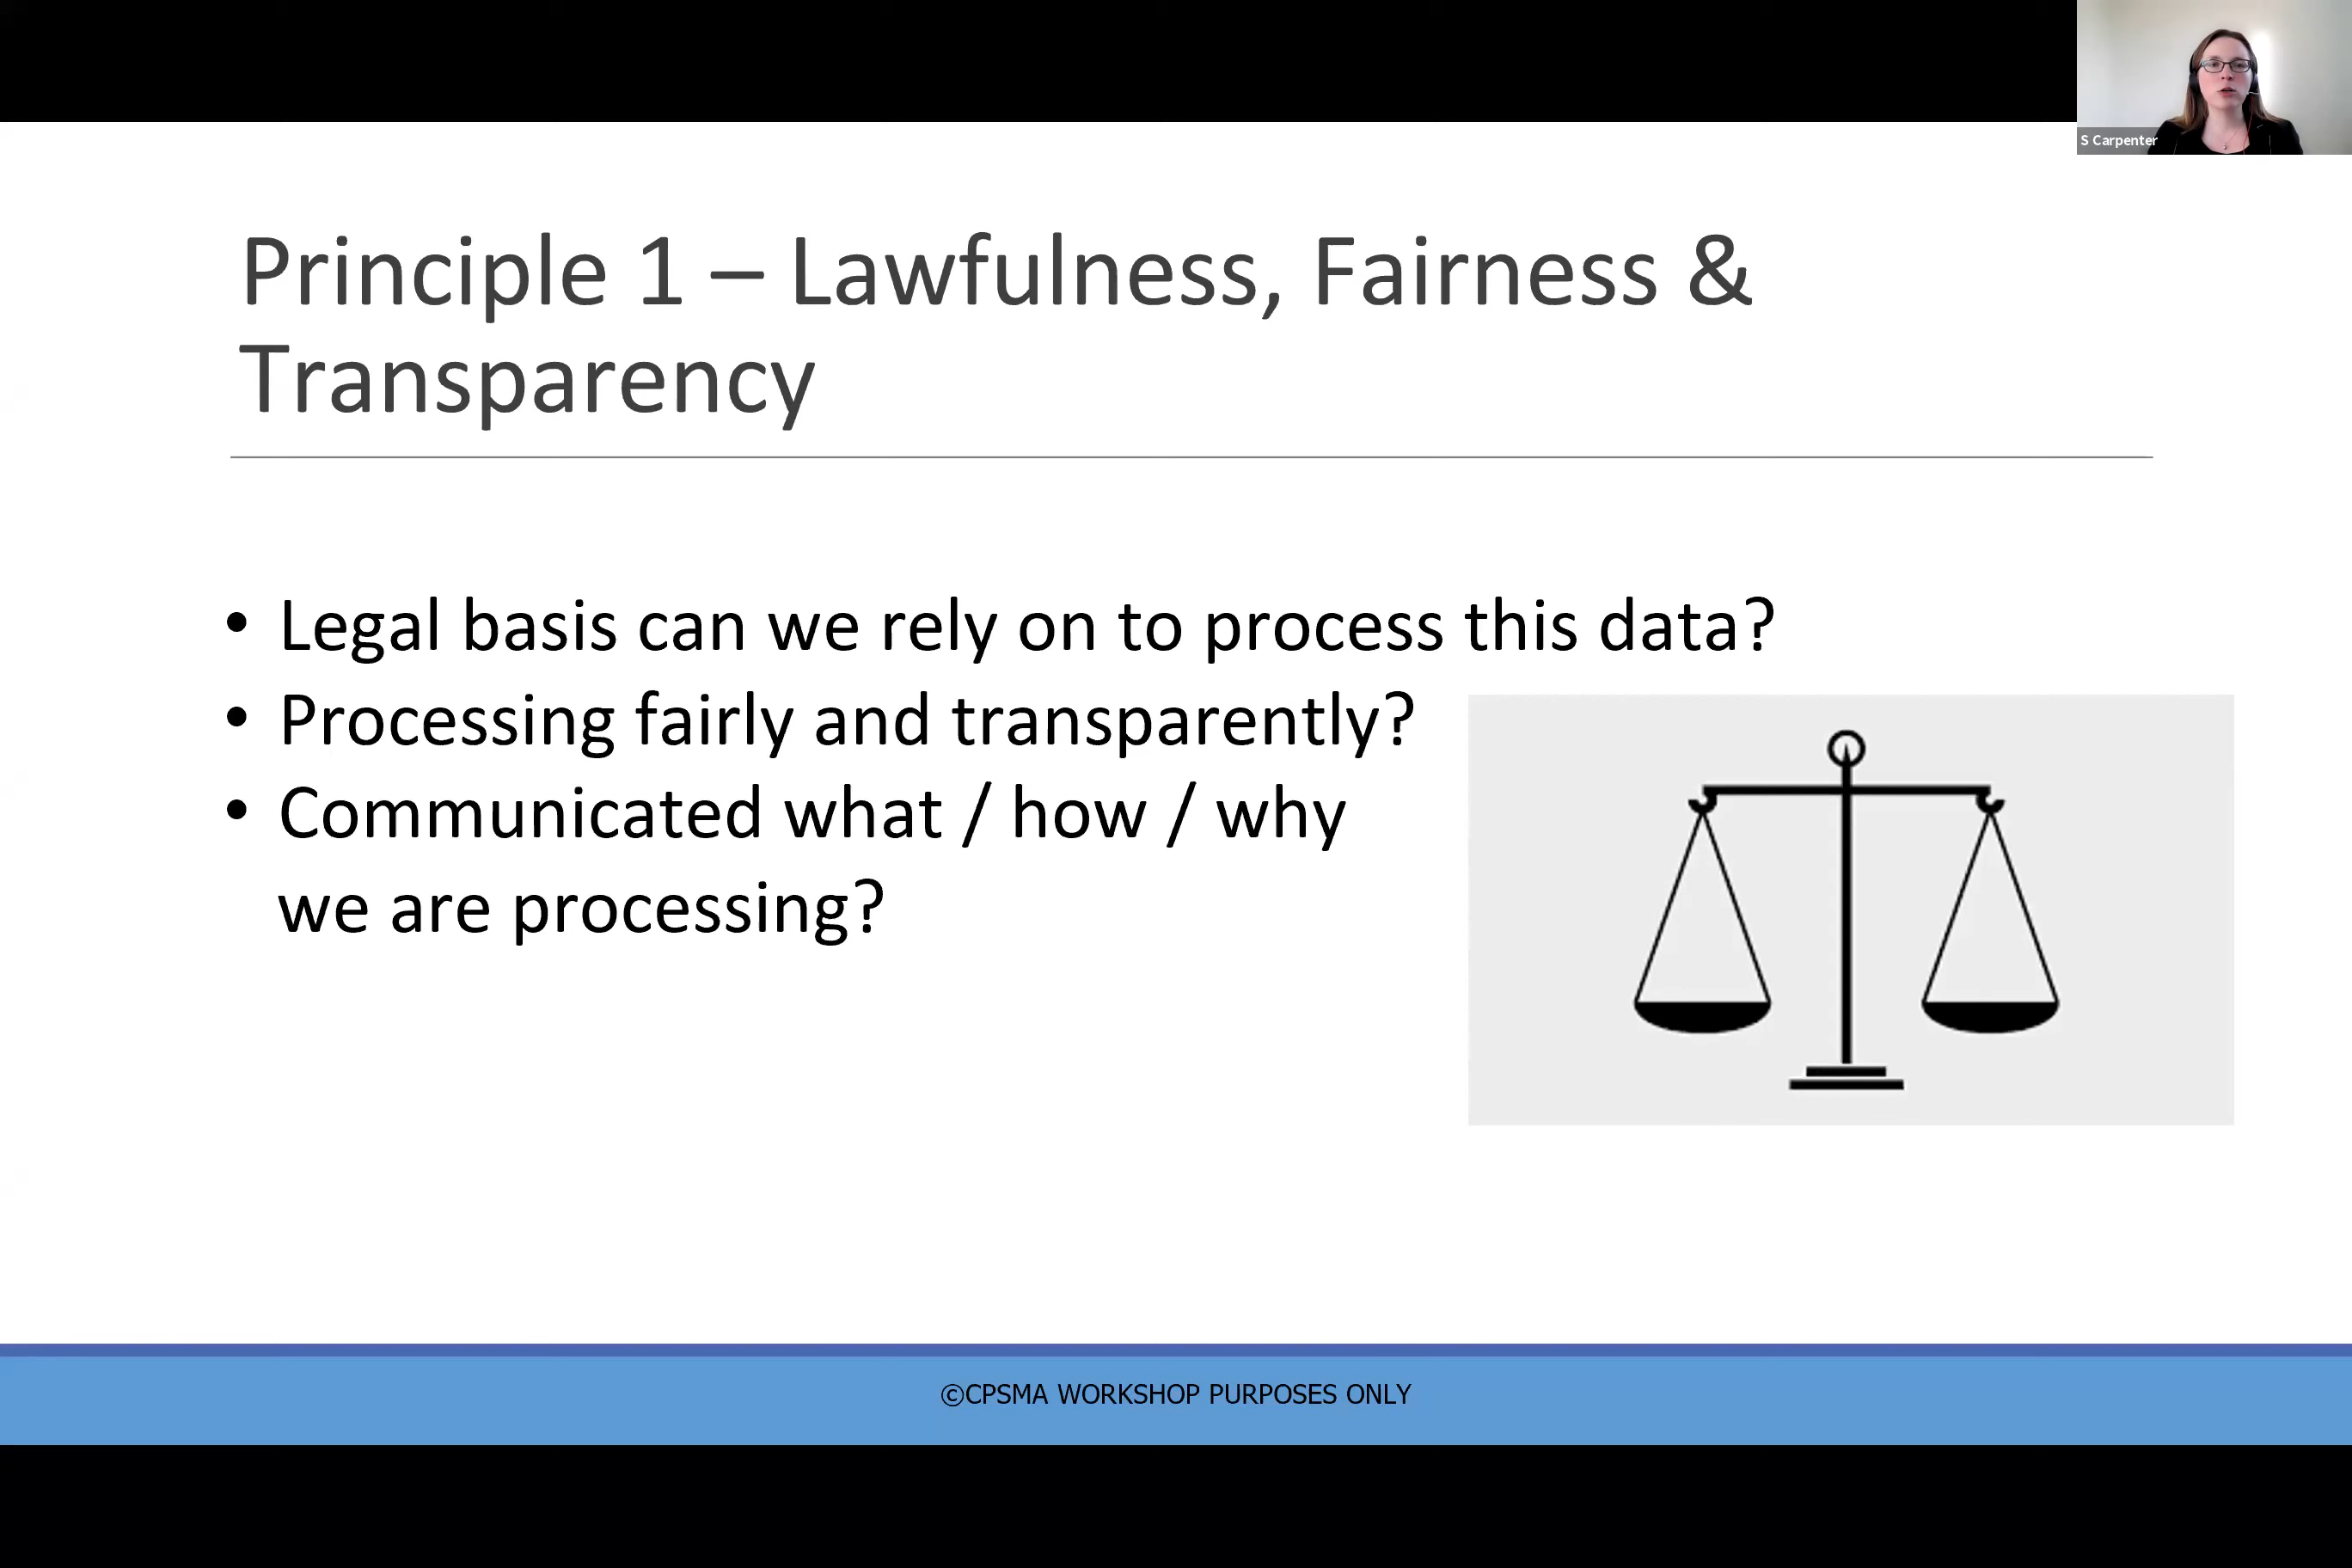 S Carpenter
Principle 1 – Lawfulness, Fairness &
Transparency
• Legal basis can we rely on to process this data?
• Processing fairly and transparently?
• Communicated what / how / why
we are processing?
©CPSMA WORKSHOP PURPOSES ONLY